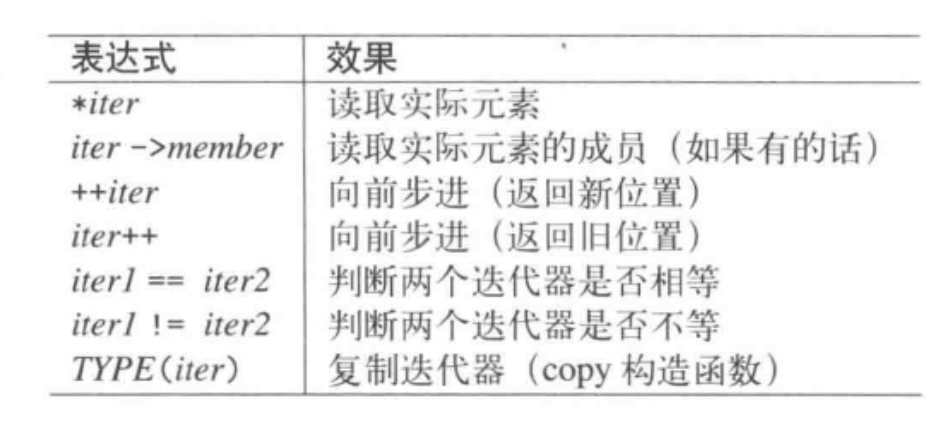 表达式 效果
*iter 读取实际元素
iter ->member 读取实际元素的成员（如果有的话）
++iter 向前步进（返回新位置）
iter++ 向前步进（返回旧位置）
iter1 == iter2 判断两个迭代器是否相等
iter1 != iter2 判断两个迭代器是否不等
TYPE(iter) 复制迭代器（copy 构造函数）